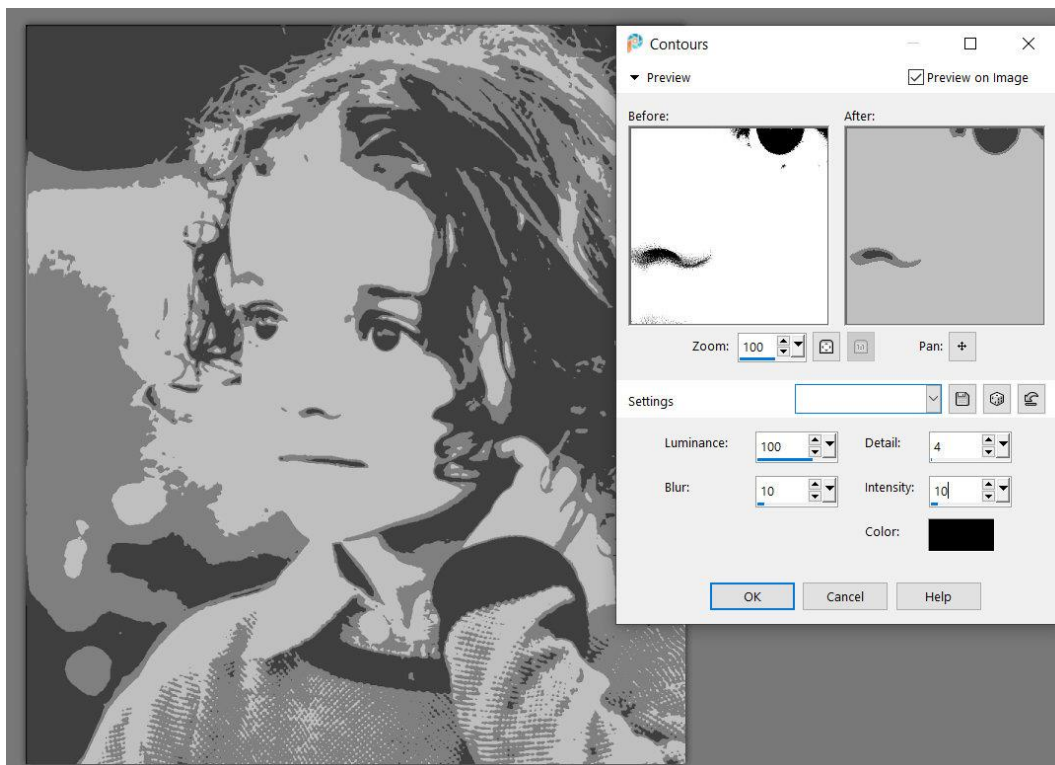 Contours
Preview
Preview on Image
Before:
After:
Zoom:
100
Pan:
Settings
Luminance:
100
Detail:
4
Blur:
10
Intensity:
10
Color:
OK
Cancel
Help